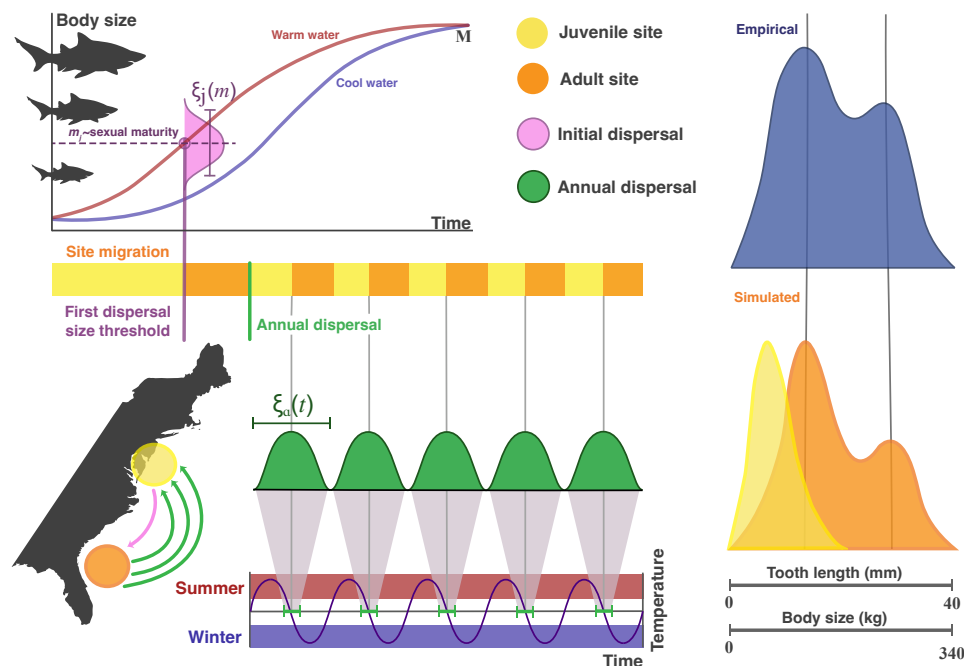 Body size
Warm water
M
Cool water
ξj(m)
mj~sexual maturity
Time
Juvenile site
Adult site
Initial dispersal
Annual dispersal
Site migration
First dispersal
size threshold
Annual dispersal
ξα(t)
Summer
Winter
Temperature
Time
Empirical
Simulated
Tooth length (mm)
0 40
Body size (kg)
0 340